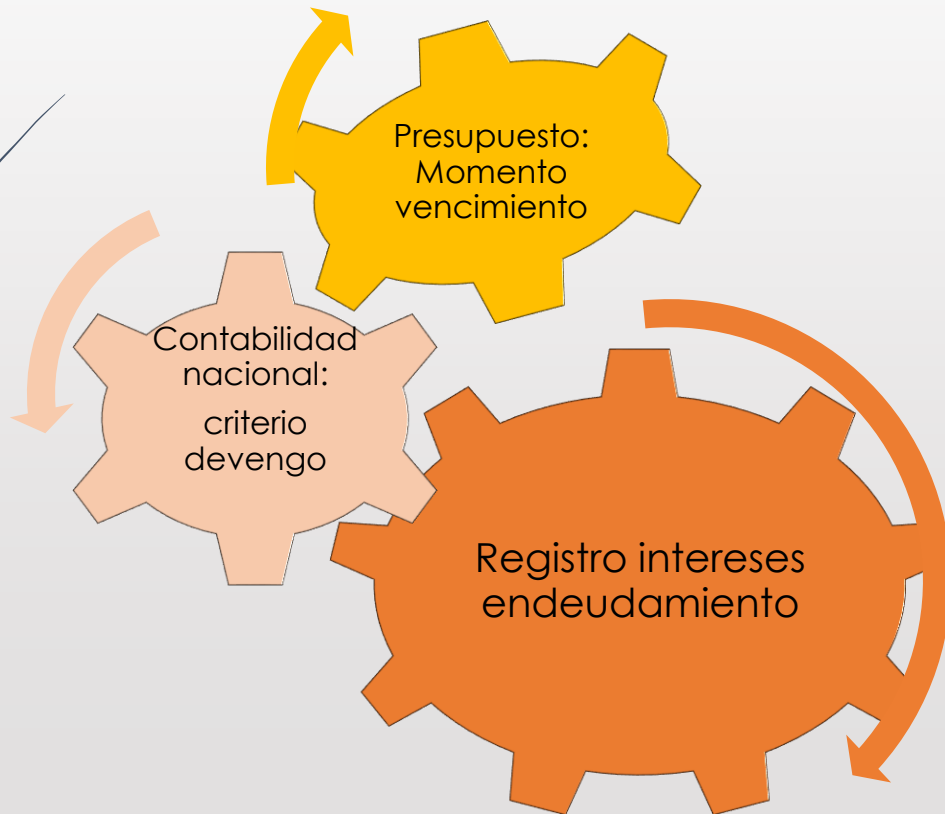 Presupuesto:
Momento
vencimiento
Contabilidad
nacional:
criterio
devengo
Registro intereses
endeudamiento